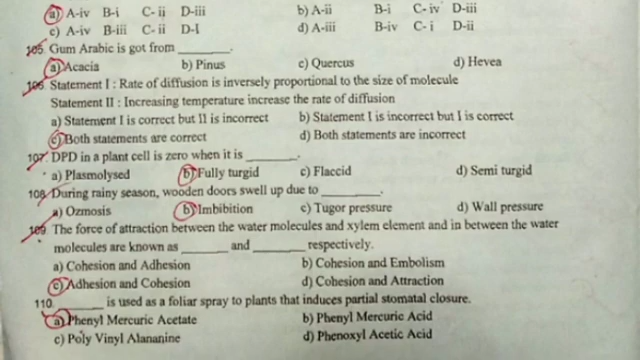 a) A-iv B-i C-ii D-iii b) A-ii B-i C-iv D-iii
c) A-iv B-iii C-ii D-I d) A-iii B-iv C-i D-ii
105. Gum Arabic is got from _______.
a) Acacia b) Pinus c) Quercus d) Hevea
106. Statement I : Rate of diffusion is inversely proportional to the size of molecule
Statement II : Increasing temperature increase the rate of diffusion
a) Statement I is correct but II is incorrect b) Statement I is incorrect but I is correct
c) Both statements are correct d) Both statements are incorrect
107. DPD in a plant cell is zero when it is _______.
a) Plasmolysed b) Fully turgid c) Flaccid d) Semi turgid
108. During rainy season, wooden doors swell up due to _______.
a) Ozmosis b) Imbibition c) Tugor pressure d) Wall pressure
109. The force of attraction between the water molecules and xylem element and in between the water
molecules are known as _______ and _______ respectively.
a) Cohesion and Adhesion b) Cohesion and Embolism
c) Adhesion and Cohesion d) Cohesion and Attraction
110. _______ is used as a foliar spray to plants that induces partial stomatal closure.
a) Phenyl Mercuric Acetate b) Phenyl Mercuric Acid
c) Poly Vinyl Alananine d) Phenoxyl Acetic Acid